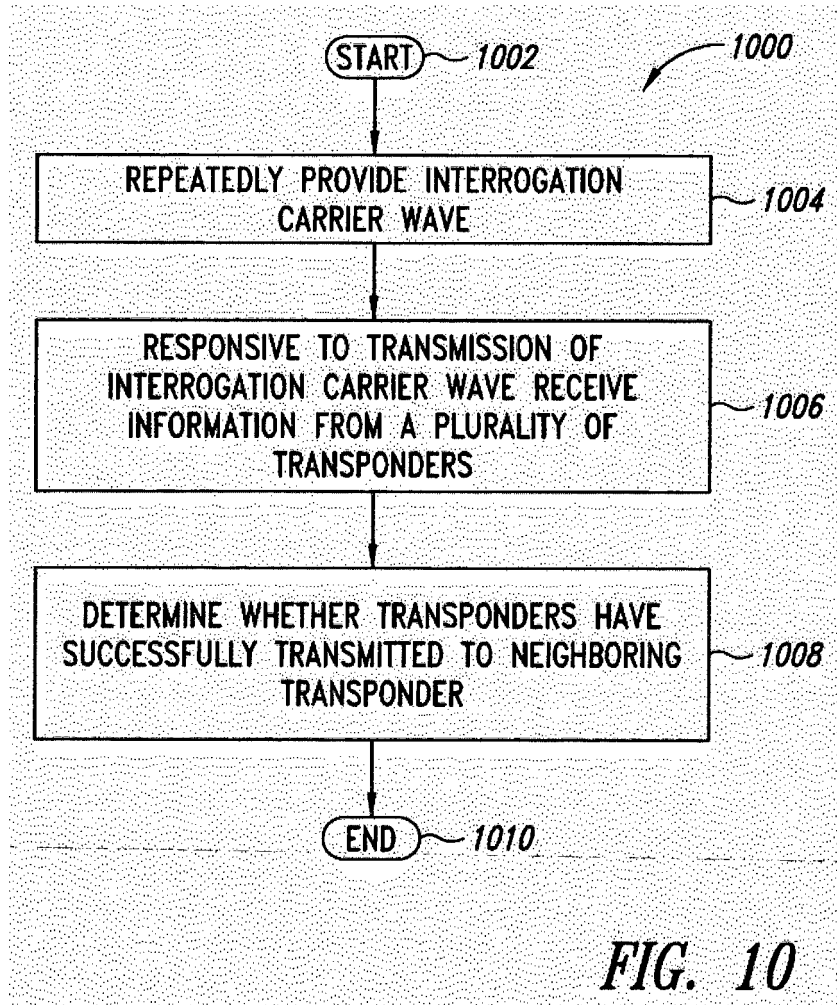 START 1002
1000
REPEATEDLY PROVIDE INTERROGATION
CARRIER WAVE
1004
RESPONSIVE TO TRANSMISSION OF
INTERROGATION CARRIER WAVE RECEIVE
INFORMATION FROM A PLURALITY OF
TRANSPONDERS
1006
DETERMINE WHETHER TRANSPONDERS HAVE
SUCCESSFULLY TRANSMITTED TO NEIGHBORING
TRANSPONDER
1008
END 1010
FIG. 10